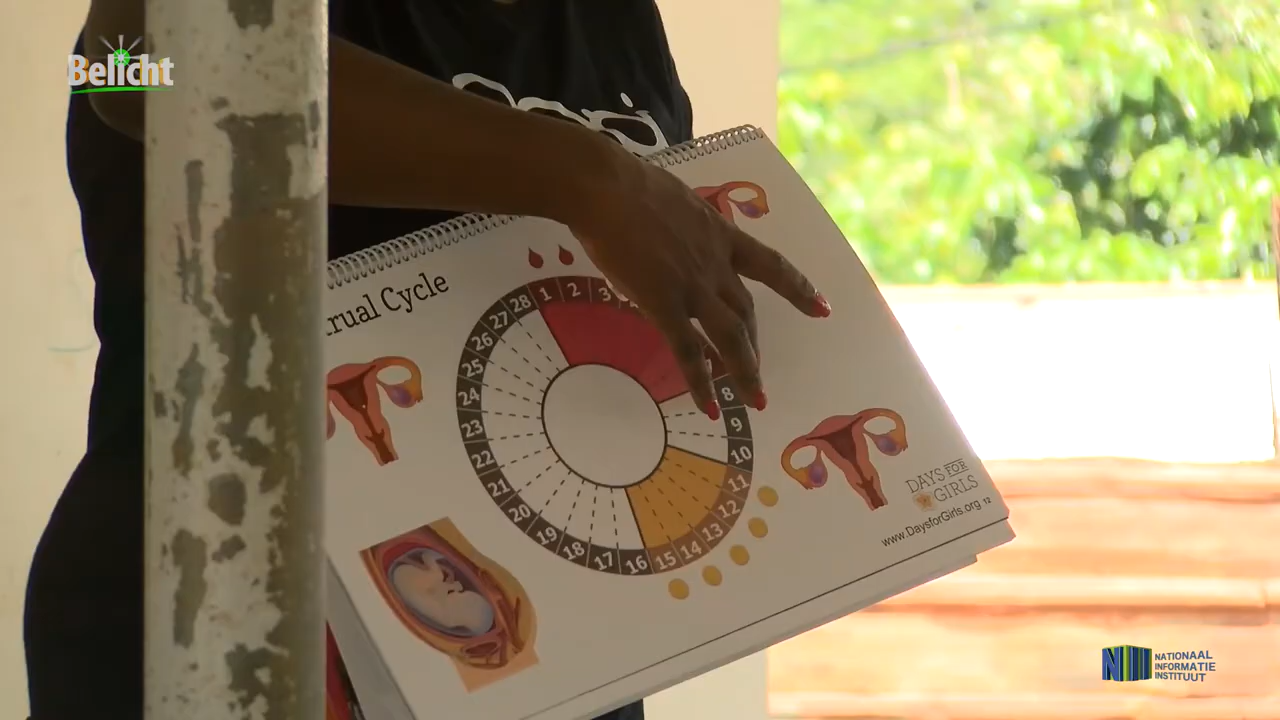 Belicht
rual Cycle
1 2 3
8 9 10 11 12 13 14 15 16 17 18 19 20 21 22 23 24 25 26 27 28
DAYS FOR
GIRLS
www.DaysforGirls.org 12
NATIONAAL
INFORMATIE
INSTITUUT